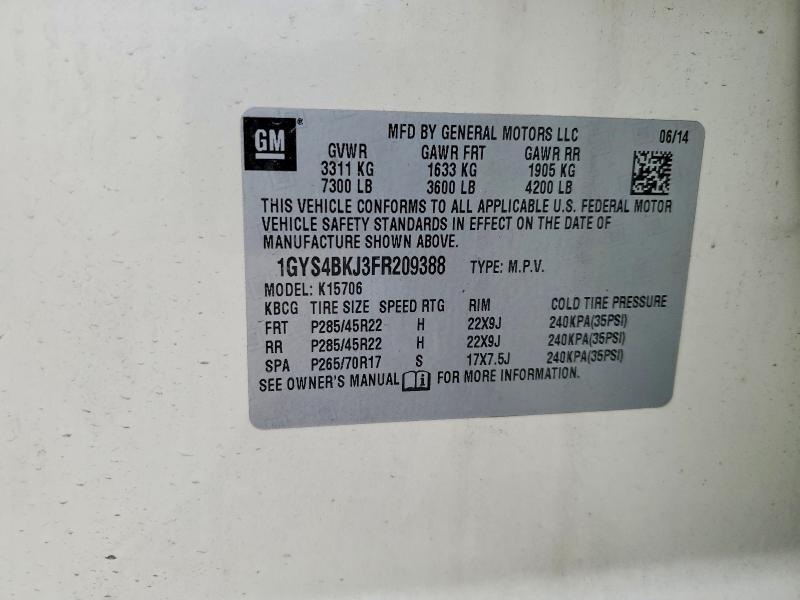 GM®
MFD BY GENERAL MOTORS LLC 06/14
GVWR GAWR FRT GAWR RR
3311 KG 1633 KG 1905 KG
7300 LB 3600 LB 4200 LB
THIS VEHICLE CONFORMS TO ALL APPLICABLE U.S. FEDERAL MOTOR
VEHICLE SAFETY STANDARDS IN EFFECT ON THE DATE OF
MANUFACTURE SHOWN ABOVE.
1GYS4BKJ3FR209388 TYPE: M.P.V.
MODEL: K15706
KBCG TIRE SIZE SPEED RTG RIM COLD TIRE PRESSURE
FRT P285/45R22 H 22X9J 240KPA(35PSI)
RR P285/45R22 H 22X9J 240KPA(35PSI)
SPA P265/70R17 S 17X7.5J 240KPA(35PSI)
SEE OWNER'S MANUAL i FOR MORE INFORMATION.